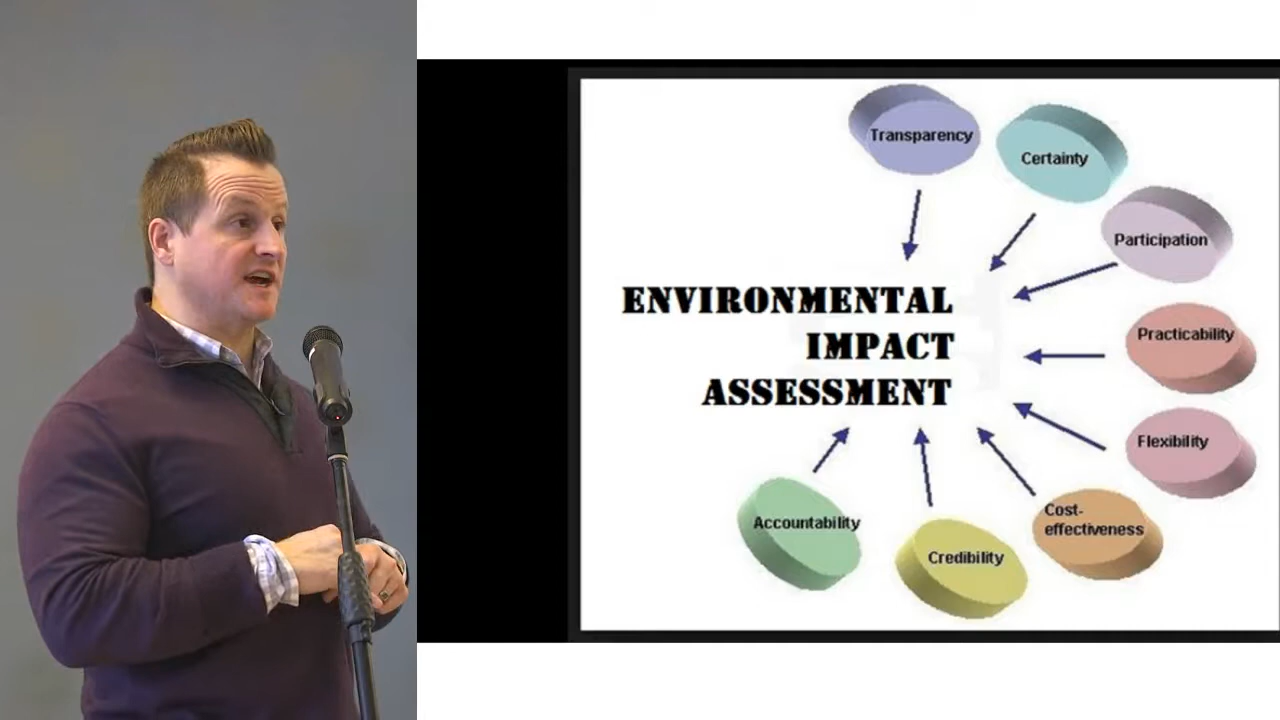 Transparency
Certainty
Participation
ENVIRONMENTAL
IMPACT
ASSESSMENT
Practicability
Flexibility
Cost-
effectiveness
Accountability
Credibility